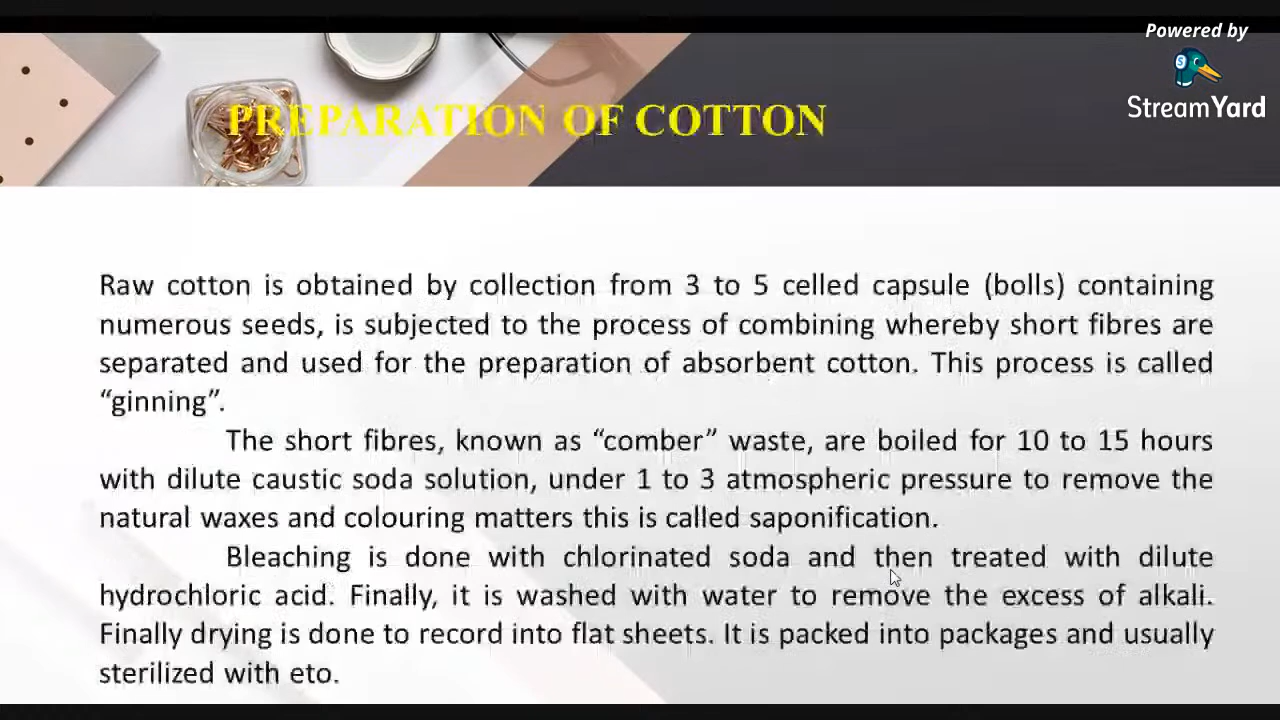 Powered by
StreamYard
PREPARATION OF COTTON
Raw cotton is obtained by collection from 3 to 5 celled capsule (bolls) containing
numerous seeds, is subjected to the process of combining whereby short fibres are
separated and used for the preparation of absorbent cotton. This process is called
“ginning”.
The short fibres, known as “comber” waste, are boiled for 10 to 15 hours
with dilute caustic soda solution, under 1 to 3 atmospheric pressure to remove the
natural waxes and colouring matters this is called saponification.
Bleaching is done with chlorinated soda and then treated with dilute
hydrochloric acid. Finally, it is washed with water to remove the excess of alkali.
Finally drying is done to record into flat sheets. It is packed into packages and usually
sterilized with eto.